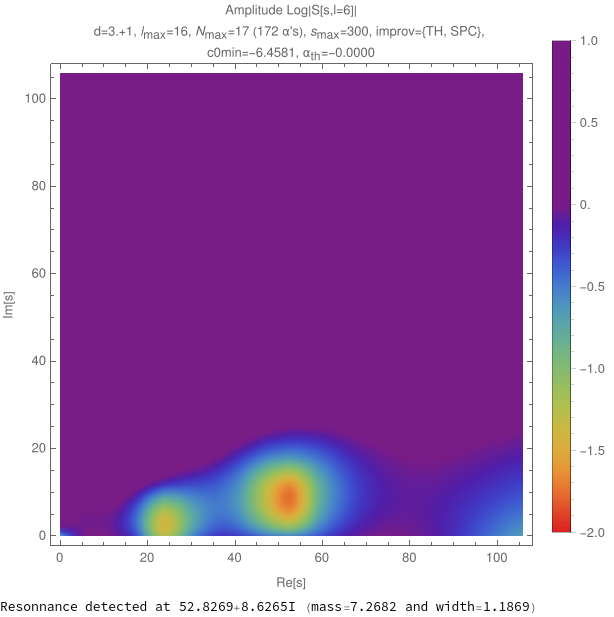 Amplitude Log|S[s,l=6]|
d=3.+1, lmax=16, Nmax=17 (172 α's), smax=300, improv={TH, SPC},
c0min=-6.4581, αth=-0.0000
1.0
0.5
0.
-0.5
-1.0
-1.5
-2.0
100
80
60
40
20
0
Im[s]
0 20 40 60 80 100
Re[s]
Resonnance detected at 52.8269+8.6265I (mass=7.2682 and width=1.1869)